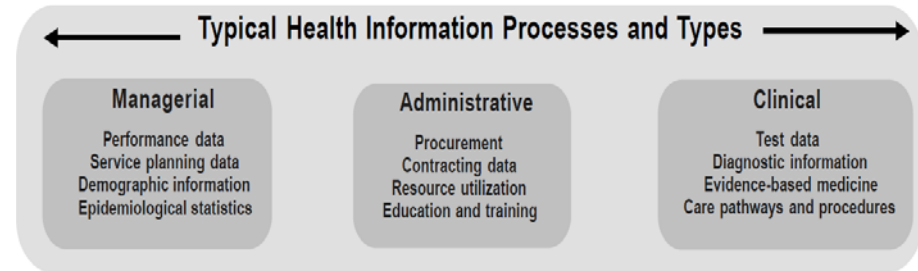 Typical Health Information Processes and Types
Managerial
Performance data
Service planning data
Demographic information
Epidemiological statistics
Administrative
Procurement
Contracting data
Resource utilization
Education and training
Clinical
Test data
Diagnostic information
Evidence-based medicine
Care pathways and procedures